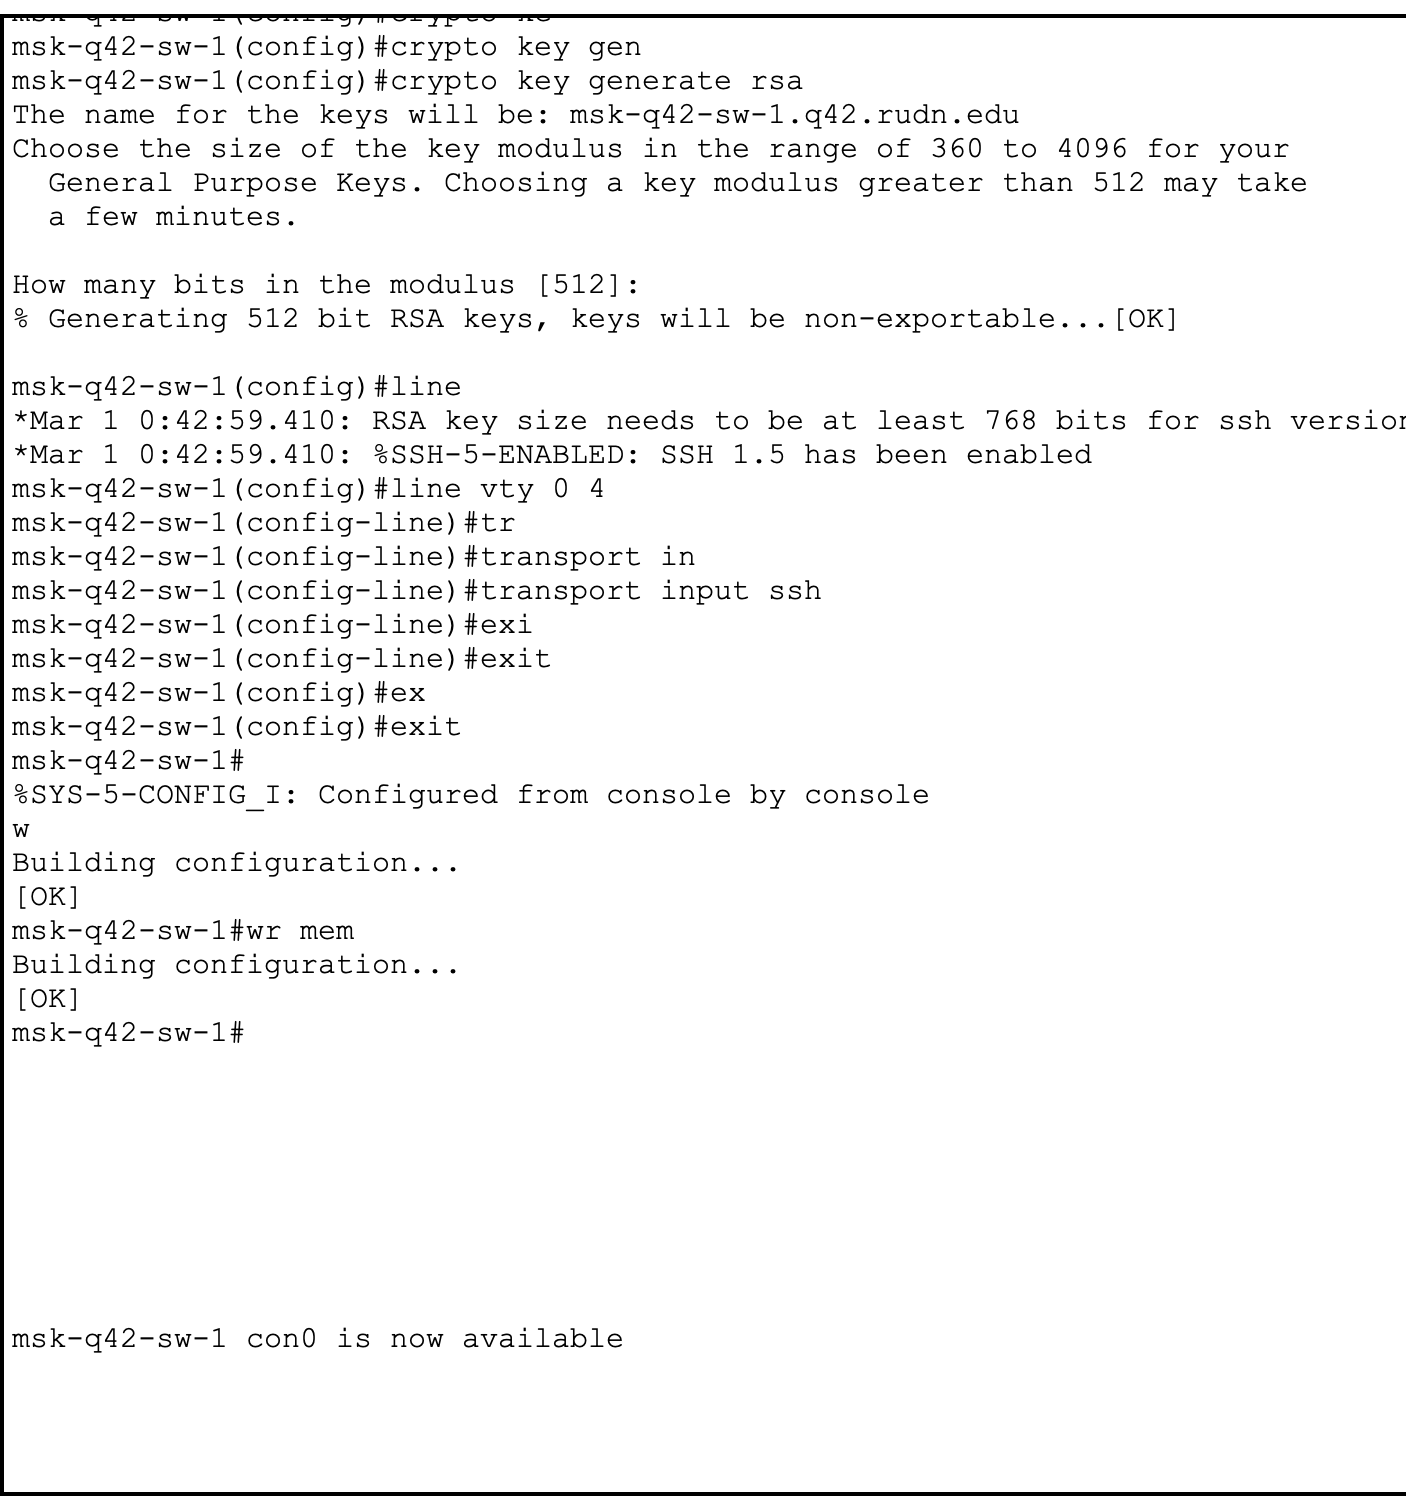 msk-q42-sw-1(config)#crypto ke
msk-q42-sw-1(config)#crypto key gen
msk-q42-sw-1(config)#crypto key generate rsa
The name for the keys will be: msk-q42-sw-1.q42.rudn.edu
Choose the size of the key modulus in the range of 360 to 4096 for your
  General Purpose Keys. Choosing a key modulus greater than 512 may take
  a few minutes.

How many bits in the modulus [512]:
% Generating 512 bit RSA keys, keys will be non-exportable...[OK]

msk-q42-sw-1(config)#line
*Mar 1 0:42:59.410: RSA key size needs to be at least 768 bits for ssh version
*Mar 1 0:42:59.410: %SSH-5-ENABLED: SSH 1.5 has been enabled
msk-q42-sw-1(config)#line vty 0 4
msk-q42-sw-1(config-line)#tr
msk-q42-sw-1(config-line)#transport in
msk-q42-sw-1(config-line)#transport input ssh
msk-q42-sw-1(config-line)#exi
msk-q42-sw-1(config-line)#exit
msk-q42-sw-1(config)#ex
msk-q42-sw-1(config)#exit
msk-q42-sw-1#
%SYS-5-CONFIG_I: Configured from console by console
w
Building configuration...
[OK]
msk-q42-sw-1#wr mem
Building configuration...
[OK]
msk-q42-sw-1#

msk-q42-sw-1 con0 is now available